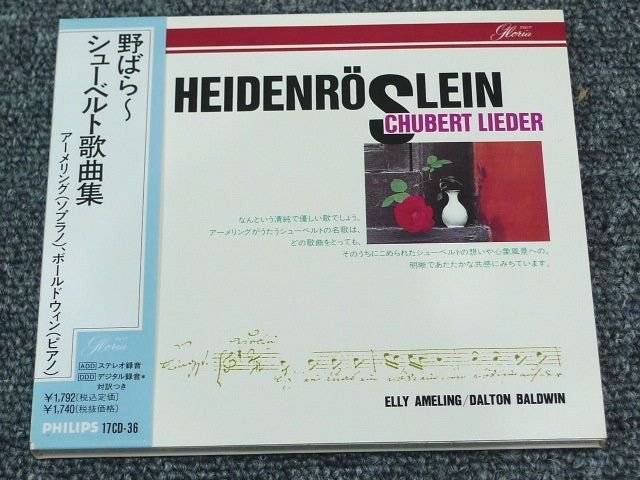 野ばら〜
シューベルト歌曲集
アーメリング(ソプラノ)、ボールドウィン(ピアノ)
Gloria
ADD ステレオ録音
DDD デジタル録音*
対訳つき
¥1,792(税込定価)
¥1,740(税抜価格)
PHILIPS 17CD-36
Gloria
HEIDENRÖSLEIN
SCHUBERT LIEDER
なんという清純で優しい歌でしょう。
アーメリングがうたうシューベルトの名歌は、
どの歌曲をとっても、
そのうちにこめられたシューベルトの想いや心象風景への、
明晰であたたかな共感にみちています。
ELLY AMELING/DALTON BALDWIN